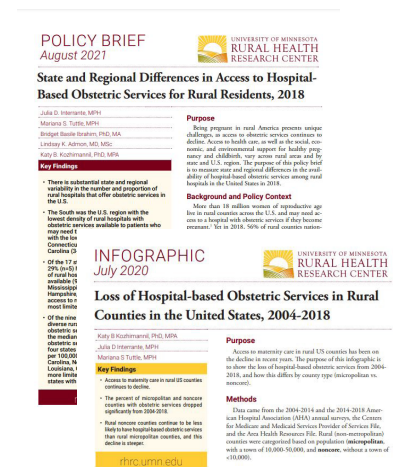 POLICY BRIEF
August 2021
UNIVERSITY OF MINNESOTA
RURAL HEALTH
RESEARCH CENTER
State and Regional Differences in Access to Hospital-
Based Obstetric Services for Rural Residents, 2018
Julia D. Interrante, MPH
Mariana S. Tuttle, MPH
Bridget Basile Ibrahim, PhD, MA
Lindsay K. Admon, MD, MSc
Katy B. Kozhimannil, PhD, MPA
Key Findings
• There is substantial state and regional
variability in the number and proportion of
rural hospitals that offer obstetric services in
the U.S.
• The South was the U.S. region with the
lowest density of rural hospitals with
obstetric services available to patients who
may need t
with the lov
Connecticu
Carolina (3
• Of the 17 st
29% (n=5) h
of rural hos
available (
Mississippi
Hampshire,
access to r
most limite
• Of the nine
diverse run
obstetric se
the median
obstetric se
four states
per 100,00
Carolina, N
Louisiana,
more limite
states with
Purpose
Being pregnant in rural America presents unique
challenges, as access to obstetric services continues to
decline. Access to health care, as well as the social, eco-
nomic, and environmental support for healthy preg-
nancy and childbirth, vary across rural areas and by
state and U.S. region. The purpose of this policy brief
is to measure state and regional differences in the avail-
ability of hospital-based obstetric services among rural
hospitals in the United States in 2018.
Background and Policy Context
More than 18 million women of reproductive age
live in rural counties across the U.S. and may need ac-
cess to a hospital with obstetric services if they become
pregnant.¹ Yet in 2018, 56% of rural counties nation-
INFOGRAPHIC
July 2020
UNIVERSITY OF MINNESOTA
RURAL HEALTH
RESEARCH CENTER
Loss of Hospital-based Obstetric Services in Rural
Counties in the United States, 2004-2018
Katy B Kozhimannil, PhD, MPA
Julia D Interrante, MPH
Mariana S Tuttle, MPH
Key Findings
• Access to maternity care in rural US counties
continues to decline.
• The percent of micropolitan and noncore
counties with obstetric services dropped
significantly from 2004-2018.
• Rural noncore counties continue to be less
likely to have hospital-based obstetric services
than rural micropolitan counties, and this
decline is steeper.
rhrc.umn.edu
Purpose
Access to maternity care in rural US counties has been on
the decline in recent years. The purpose of this infographic is
to show the loss of hospital-based obstetric services from 2004-
2018, and how this differs by county type (micropolitan vs.
noncore).
Methods
Data came from the 2004-2014 and the 2014-2018 Amer-
ican Hospital Association (AHA) annual surveys, the Centers
for Medicare and Medicaid Services Provider of Services File,
and the Area Health Resources File. Rural (non-metropolitan)
counties were categorized based on population (micropolitan,
with a town of 10,000-50,000, and noncore, without a town of
<10,000).